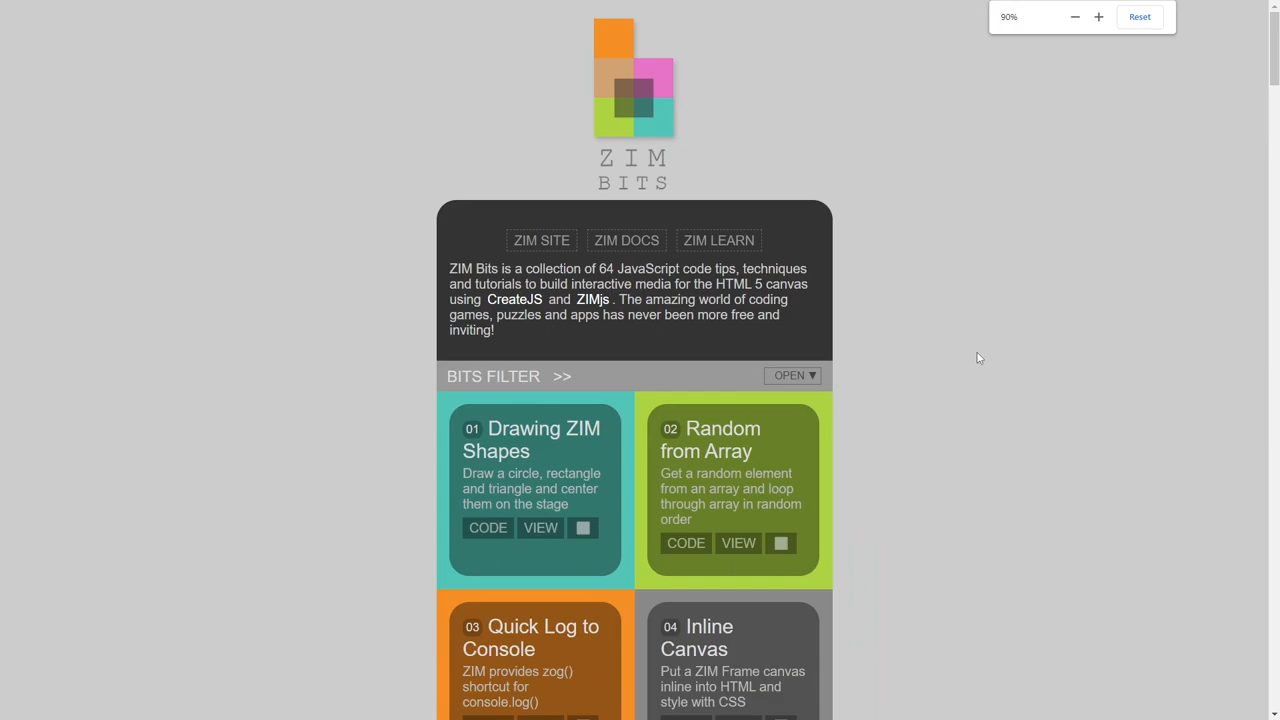 90%
Reset
ZIM
BITS
ZIM SITE
ZIM DOCS
ZIM LEARN
ZIM Bits is a collection of 64 JavaScript code tips, techniques
and tutorials to build interactive media for the HTML 5 canvas
using CreateJS and ZIMjs . The amazing world of coding
games, puzzles and apps has never been more free and
inviting!
BITS FILTER >>
OPEN ▼
01 Drawing ZIM
Shapes
Draw a circle, rectangle
and triangle and center
them on the stage
CODE VIEW
02 Random
from Array
Get a random element
from an array and loop
through array in random
order
CODE VIEW
03 Quick Log to
Console
ZIM provides zog()
shortcut for
console.log()
04 Inline
Canvas
Put a ZIM Frame canvas
inline into HTML and
style with CSS